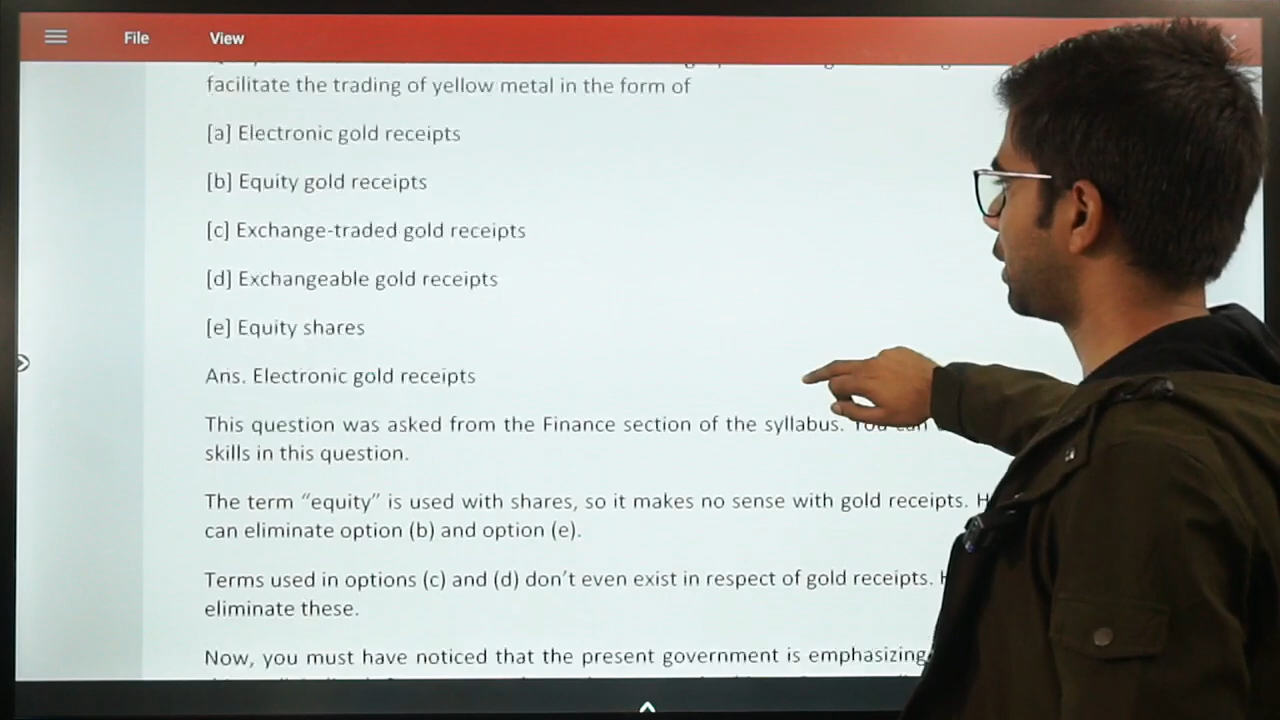 File View
facilitate the trading of yellow metal in the form of
[a] Electronic gold receipts
[b] Equity gold receipts
[c] Exchange-traded gold receipts
[d] Exchangeable gold receipts
[e] Equity shares
Ans. Electronic gold receipts
This question was asked from the Finance section of the syllabus. You can
skills in this question.
The term “equity” is used with shares, so it makes no sense with gold receipts.
can eliminate option (b) and option (e).
Terms used in options (c) and (d) don’t even exist in respect of gold receipts.
eliminate these.
Now, you must have noticed that the present government is emphasizing